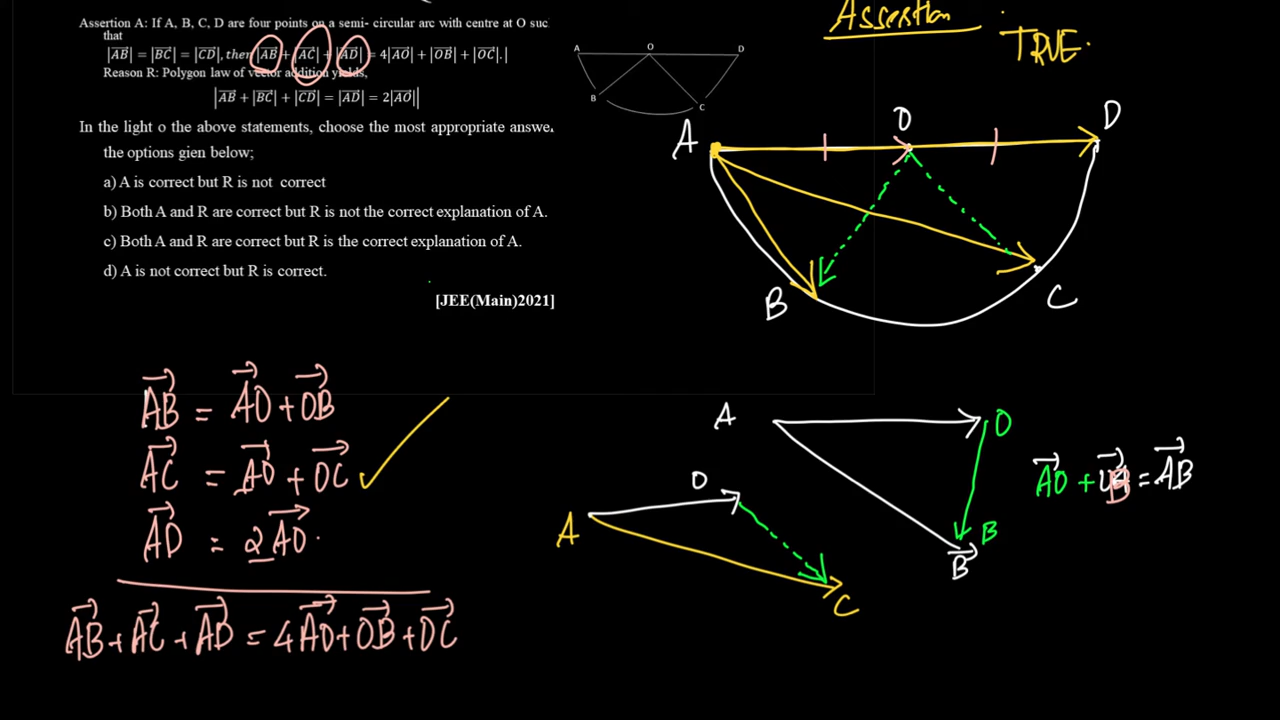 Assertion A: If A, B, C, D are four points on a semi- circular arc with centre at O suc
that
|AB⃗| = |BC⃗| = |CD⃗|, then |AB⃗| + |AC⃗| + |AD⃗| = 4|AO⃗| + |OB⃗| + |OC⃗|.|
Reason R: Polygon law of vector addition yields,
|AB⃗ + |BC⃗| + |CD⃗| = |AD⃗| = 2|AO⃗||
In the light o the above statements, choose the most appropriate answe
the options gien below;
a) A is correct but R is not correct
b) Both A and R are correct but R is not the correct explanation of A.
c) Both A and R are correct but R is the correct explanation of A.
d) A is not correct but R is correct.
[JEE(Main)2021]
A O D
B C
Assertion :
TRUE.
A O D
B C
AB⃗ = AO⃗ + OB⃗
AC⃗ = AO⃗ + OC⃗
AD⃗ = 2AO⃗.
AB⃗ + AC⃗ + AD⃗ = 4AO⃗ + OB⃗ + OC⃗
A O
B
B⃗
A O
C
AO⃗ + OB⃗ = AB⃗